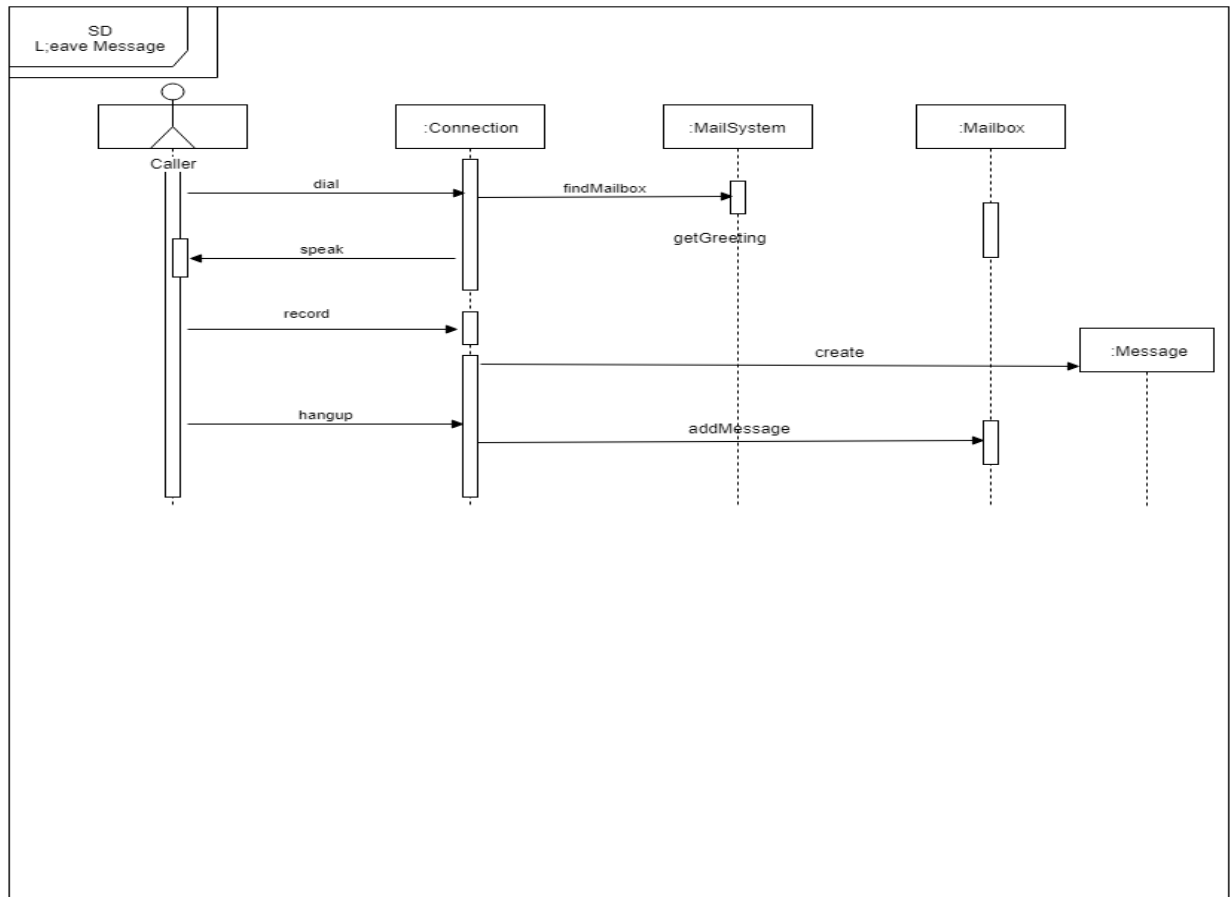 SD
L;eave Message
:Connection
:MailSystem
:Mailbox
Caller
dial
findMailbox
getGreeting
speak
record
create
:Message
hangup
addMessage